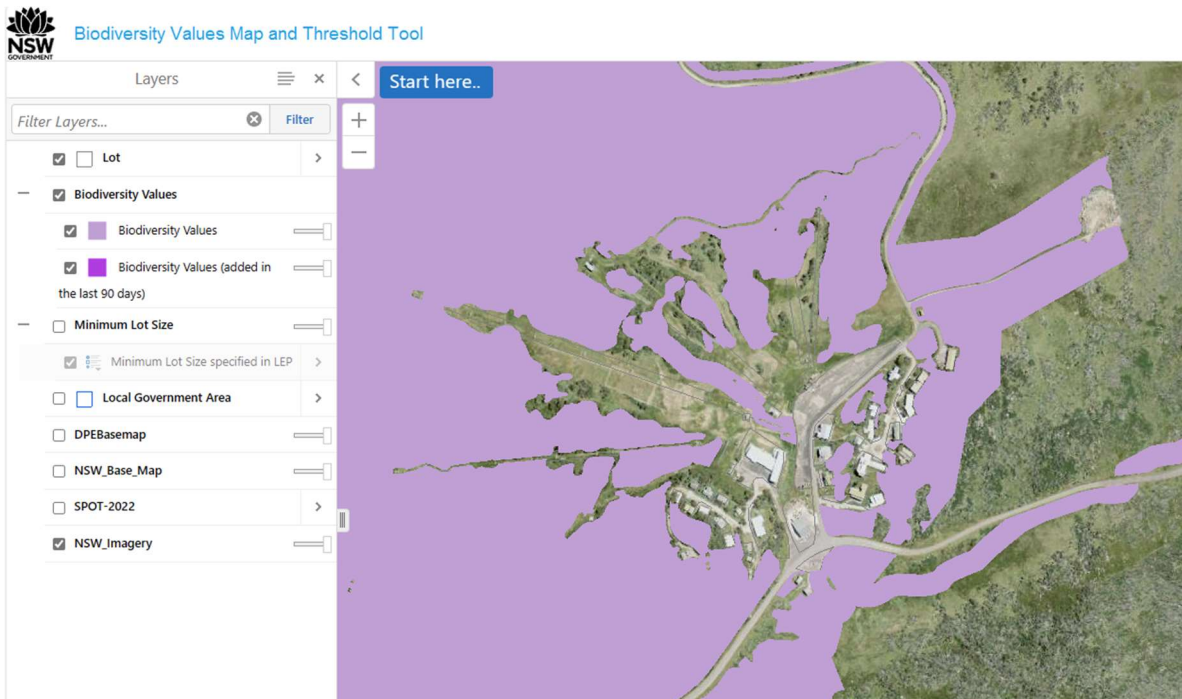 NSW
GOVERNMENT
Biodiversity Values Map and Threshold Tool
Layers
Start here..
Filter Layers...
Filter
Lot
Biodiversity Values
Biodiversity Values
Biodiversity Values (added in
the last 90 days)
Minimum Lot Size
Minimum Lot Size specified in LEP
Local Government Area
DPEBasemap
NSW_Base_Map
SPOT-2022
NSW_Imagery